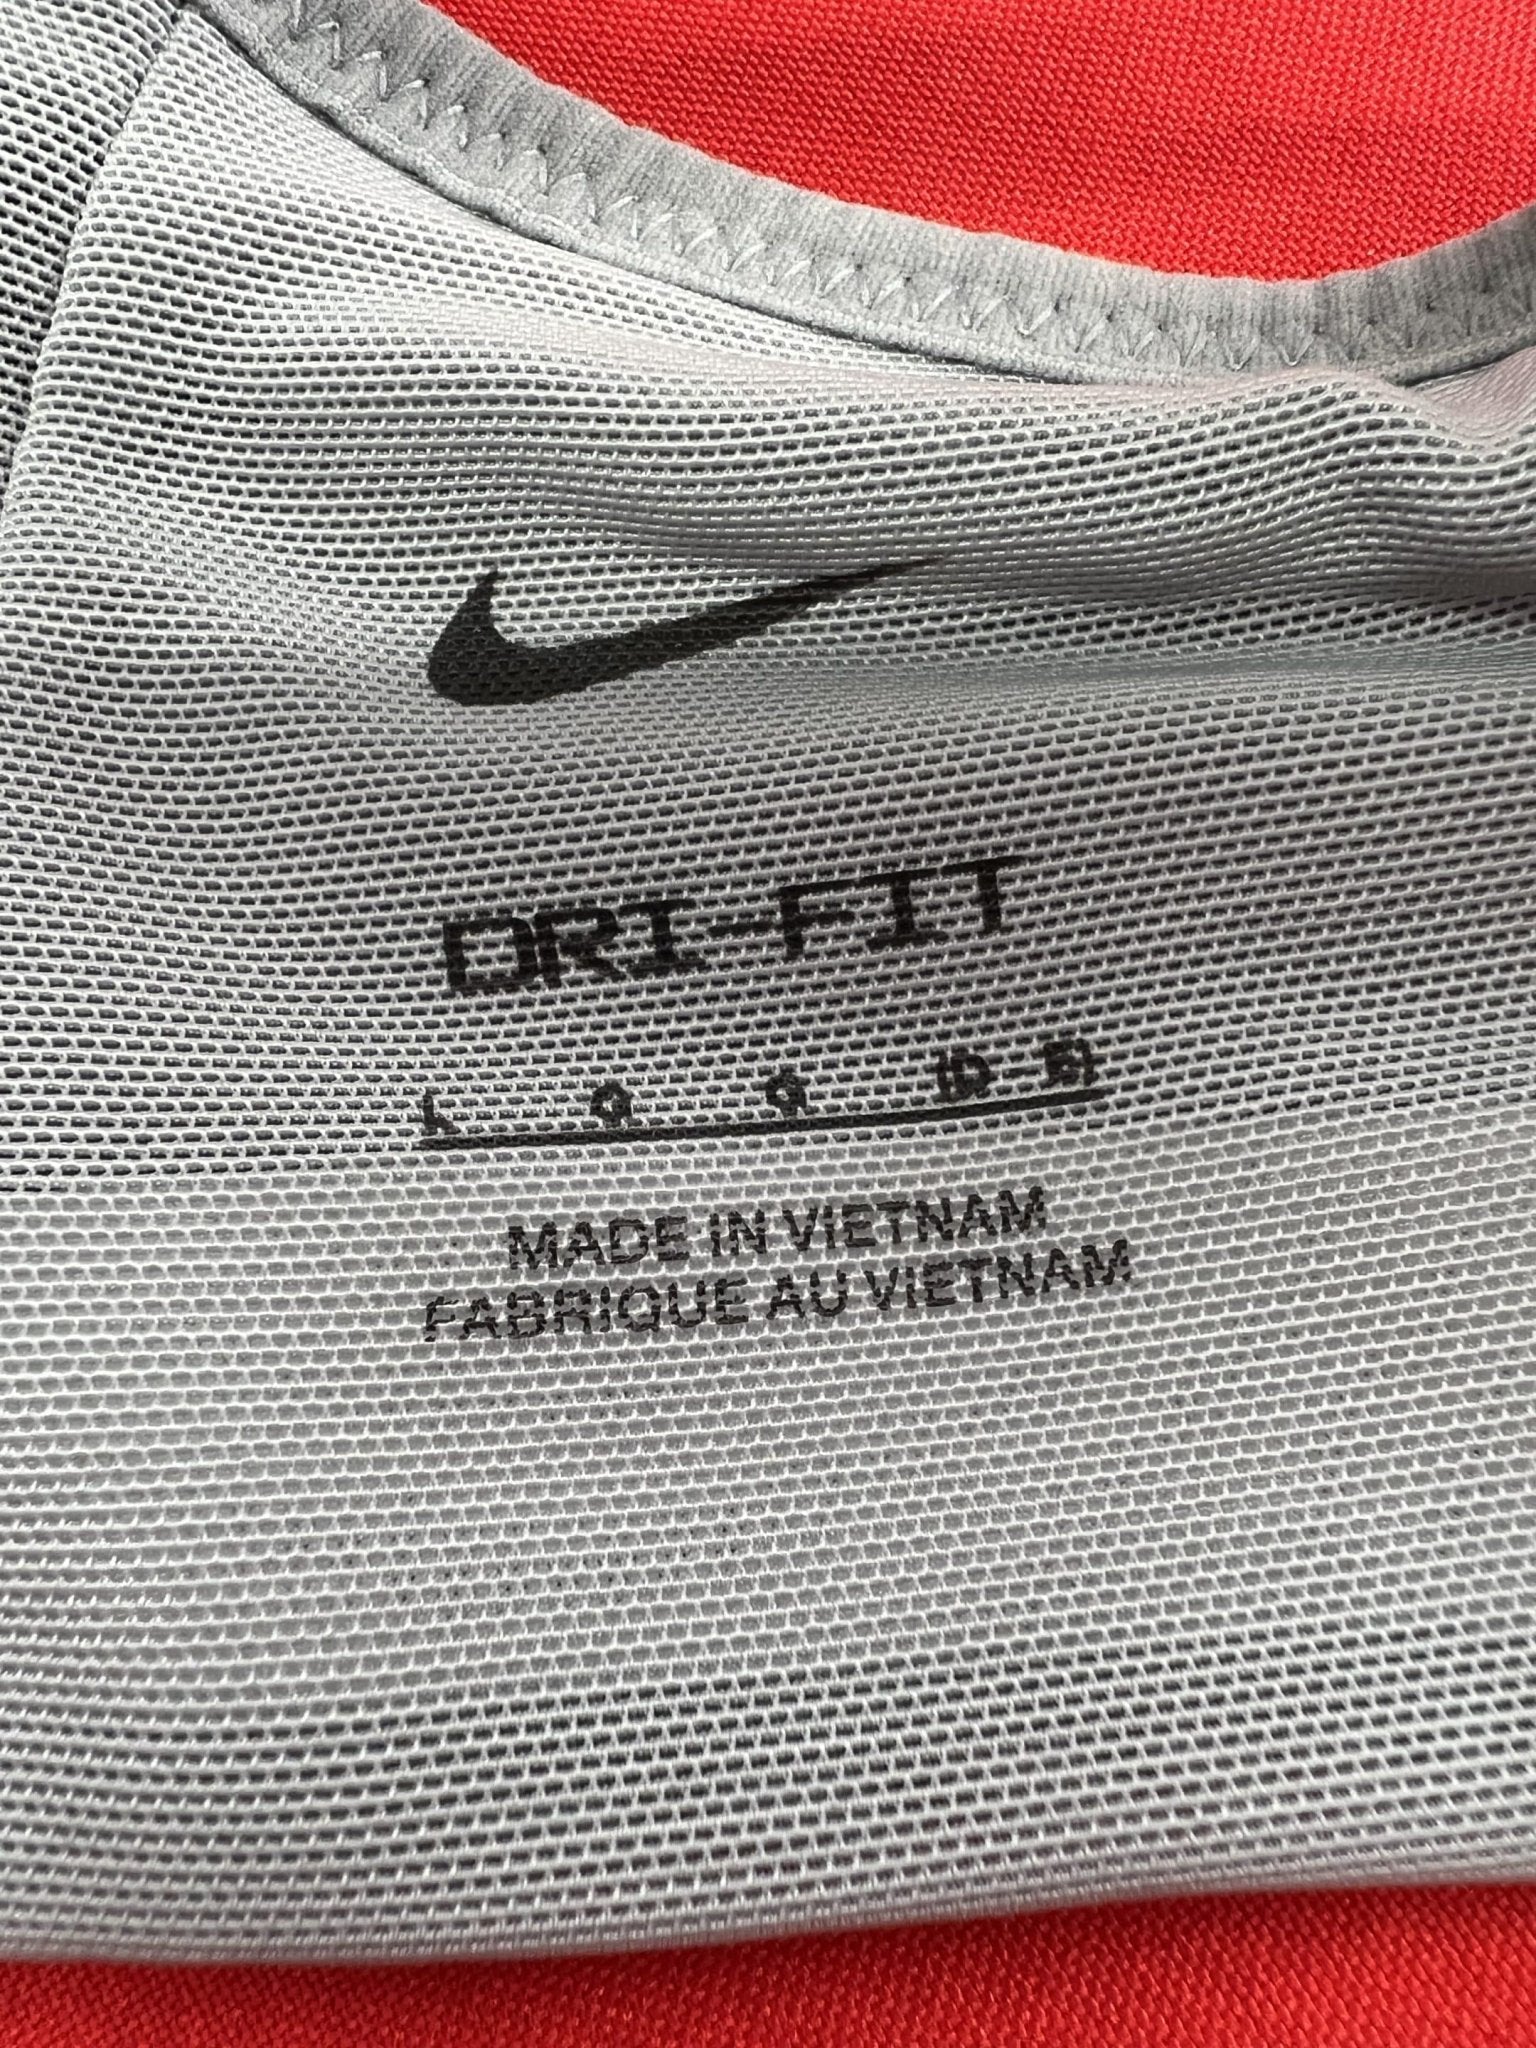 DRI-FIT
L G G (D - E)
MADE IN VIETNAM
FABRIQUE AU VIETNAM